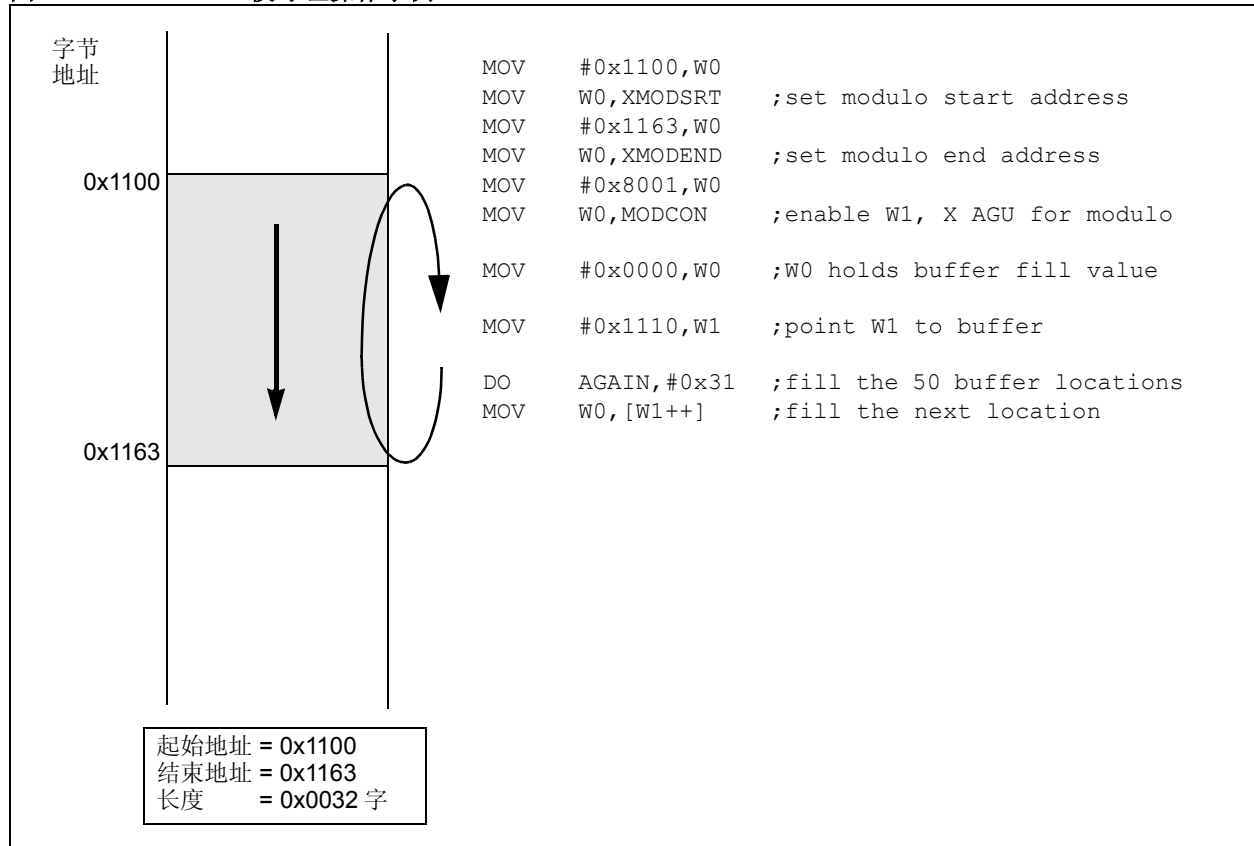 字节
地址
0x1100
0x1163
MOV #0x1100,W0
MOV W0,XMODSRT ;set modulo start address
MOV #0x1163,W0
MOV W0,XMODEND ;set modulo end address
MOV #0x8001,W0
MOV W0,MODCON ;enable W1, X AGU for modulo
MOV #0x0000,W0 ;W0 holds buffer fill value
MOV #0x1110,W1 ;point W1 to buffer
DO AGAIN,#0x31 ;fill the 50 buffer locations
MOV W0,[W1++] ;fill the next location
起始地址 = 0x1100
结束地址 = 0x1163
长度 = 0x0032 字